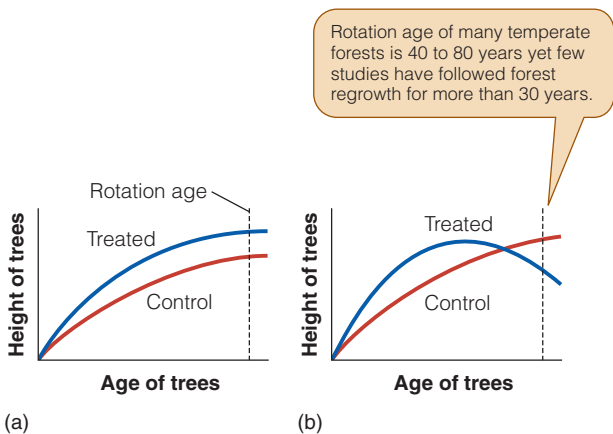 Rotation age of many temperate
forests is 40 to 80 years yet few
studies have followed forest
regrowth for more than 30 years.
Rotation age
Treated
Control
Height of trees
Age of trees
(a)
Treated
Control
Height of trees
Age of trees
(b)